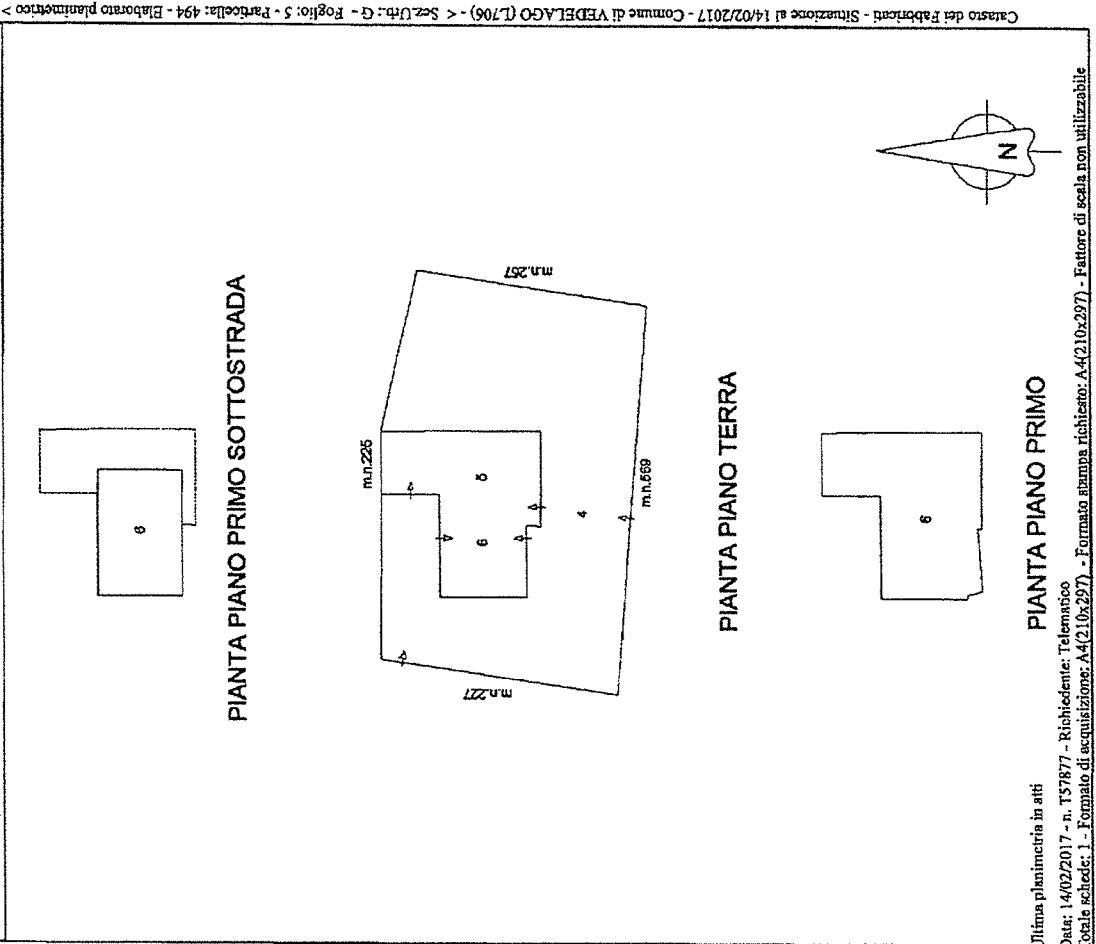 Catasto dei Fabbricati - Situazione al 14/02/2017 - Comune di VEDELAGO (L706) - < Sez.Urb.: G - Foglio: 5 - Particella: 494 - Elaborato planimetrico >
6
PIANTA PIANO PRIMO SOTTOSTRADA
m.n.225
m.n.257
m.n.227
m.n.569
5
6
4
PIANTA PIANO TERRA
6
PIANTA PIANO PRIMO
N
ltima planimetria in atti
Data: 14/02/2017 - n. T57877 - Richiedente: Telematico
Totale schede: 1 - Formato di acquisizione: A4(210x297) - Formato stampa richiesto: A4(210x297) - Fattore di scala non utilizzabile